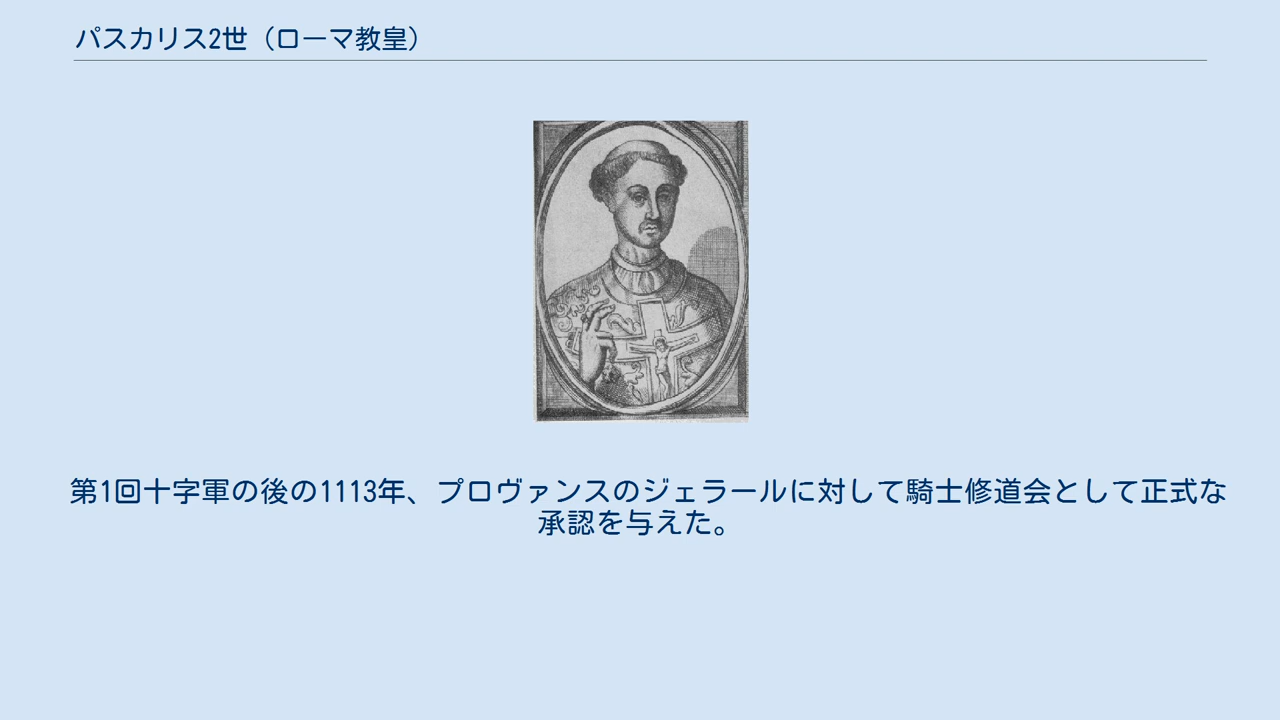 パスカリス2世（ローマ教皇）
第1回十字軍の後の1113年、プロヴァンスのジェラールに対して騎士修道会として正式な
承認を与えた。